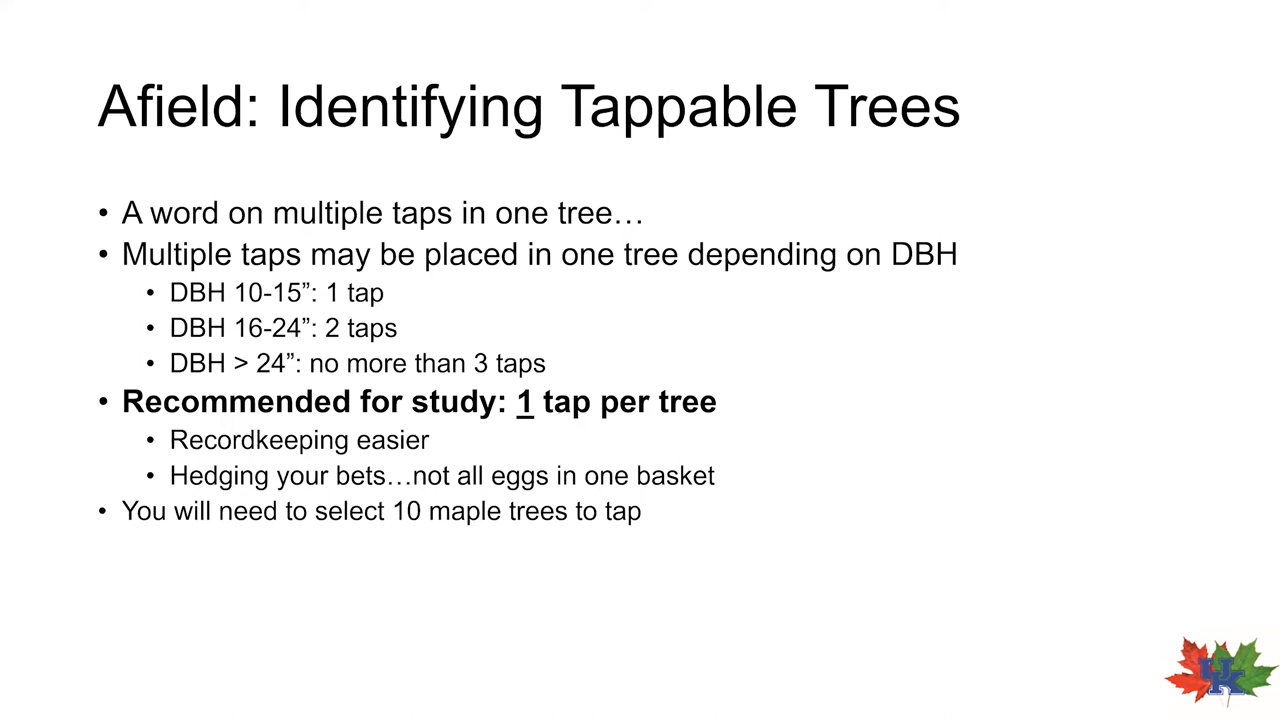 Afield: Identifying Tappable Trees
• A word on multiple taps in one tree…
• Multiple taps may be placed in one tree depending on DBH
• DBH 10-15”: 1 tap
• DBH 16-24”: 2 taps
• DBH > 24”: no more than 3 taps
• Recommended for study: 1 tap per tree
• Recordkeeping easier
• Hedging your bets…not all eggs in one basket
• You will need to select 10 maple trees to tap
UK